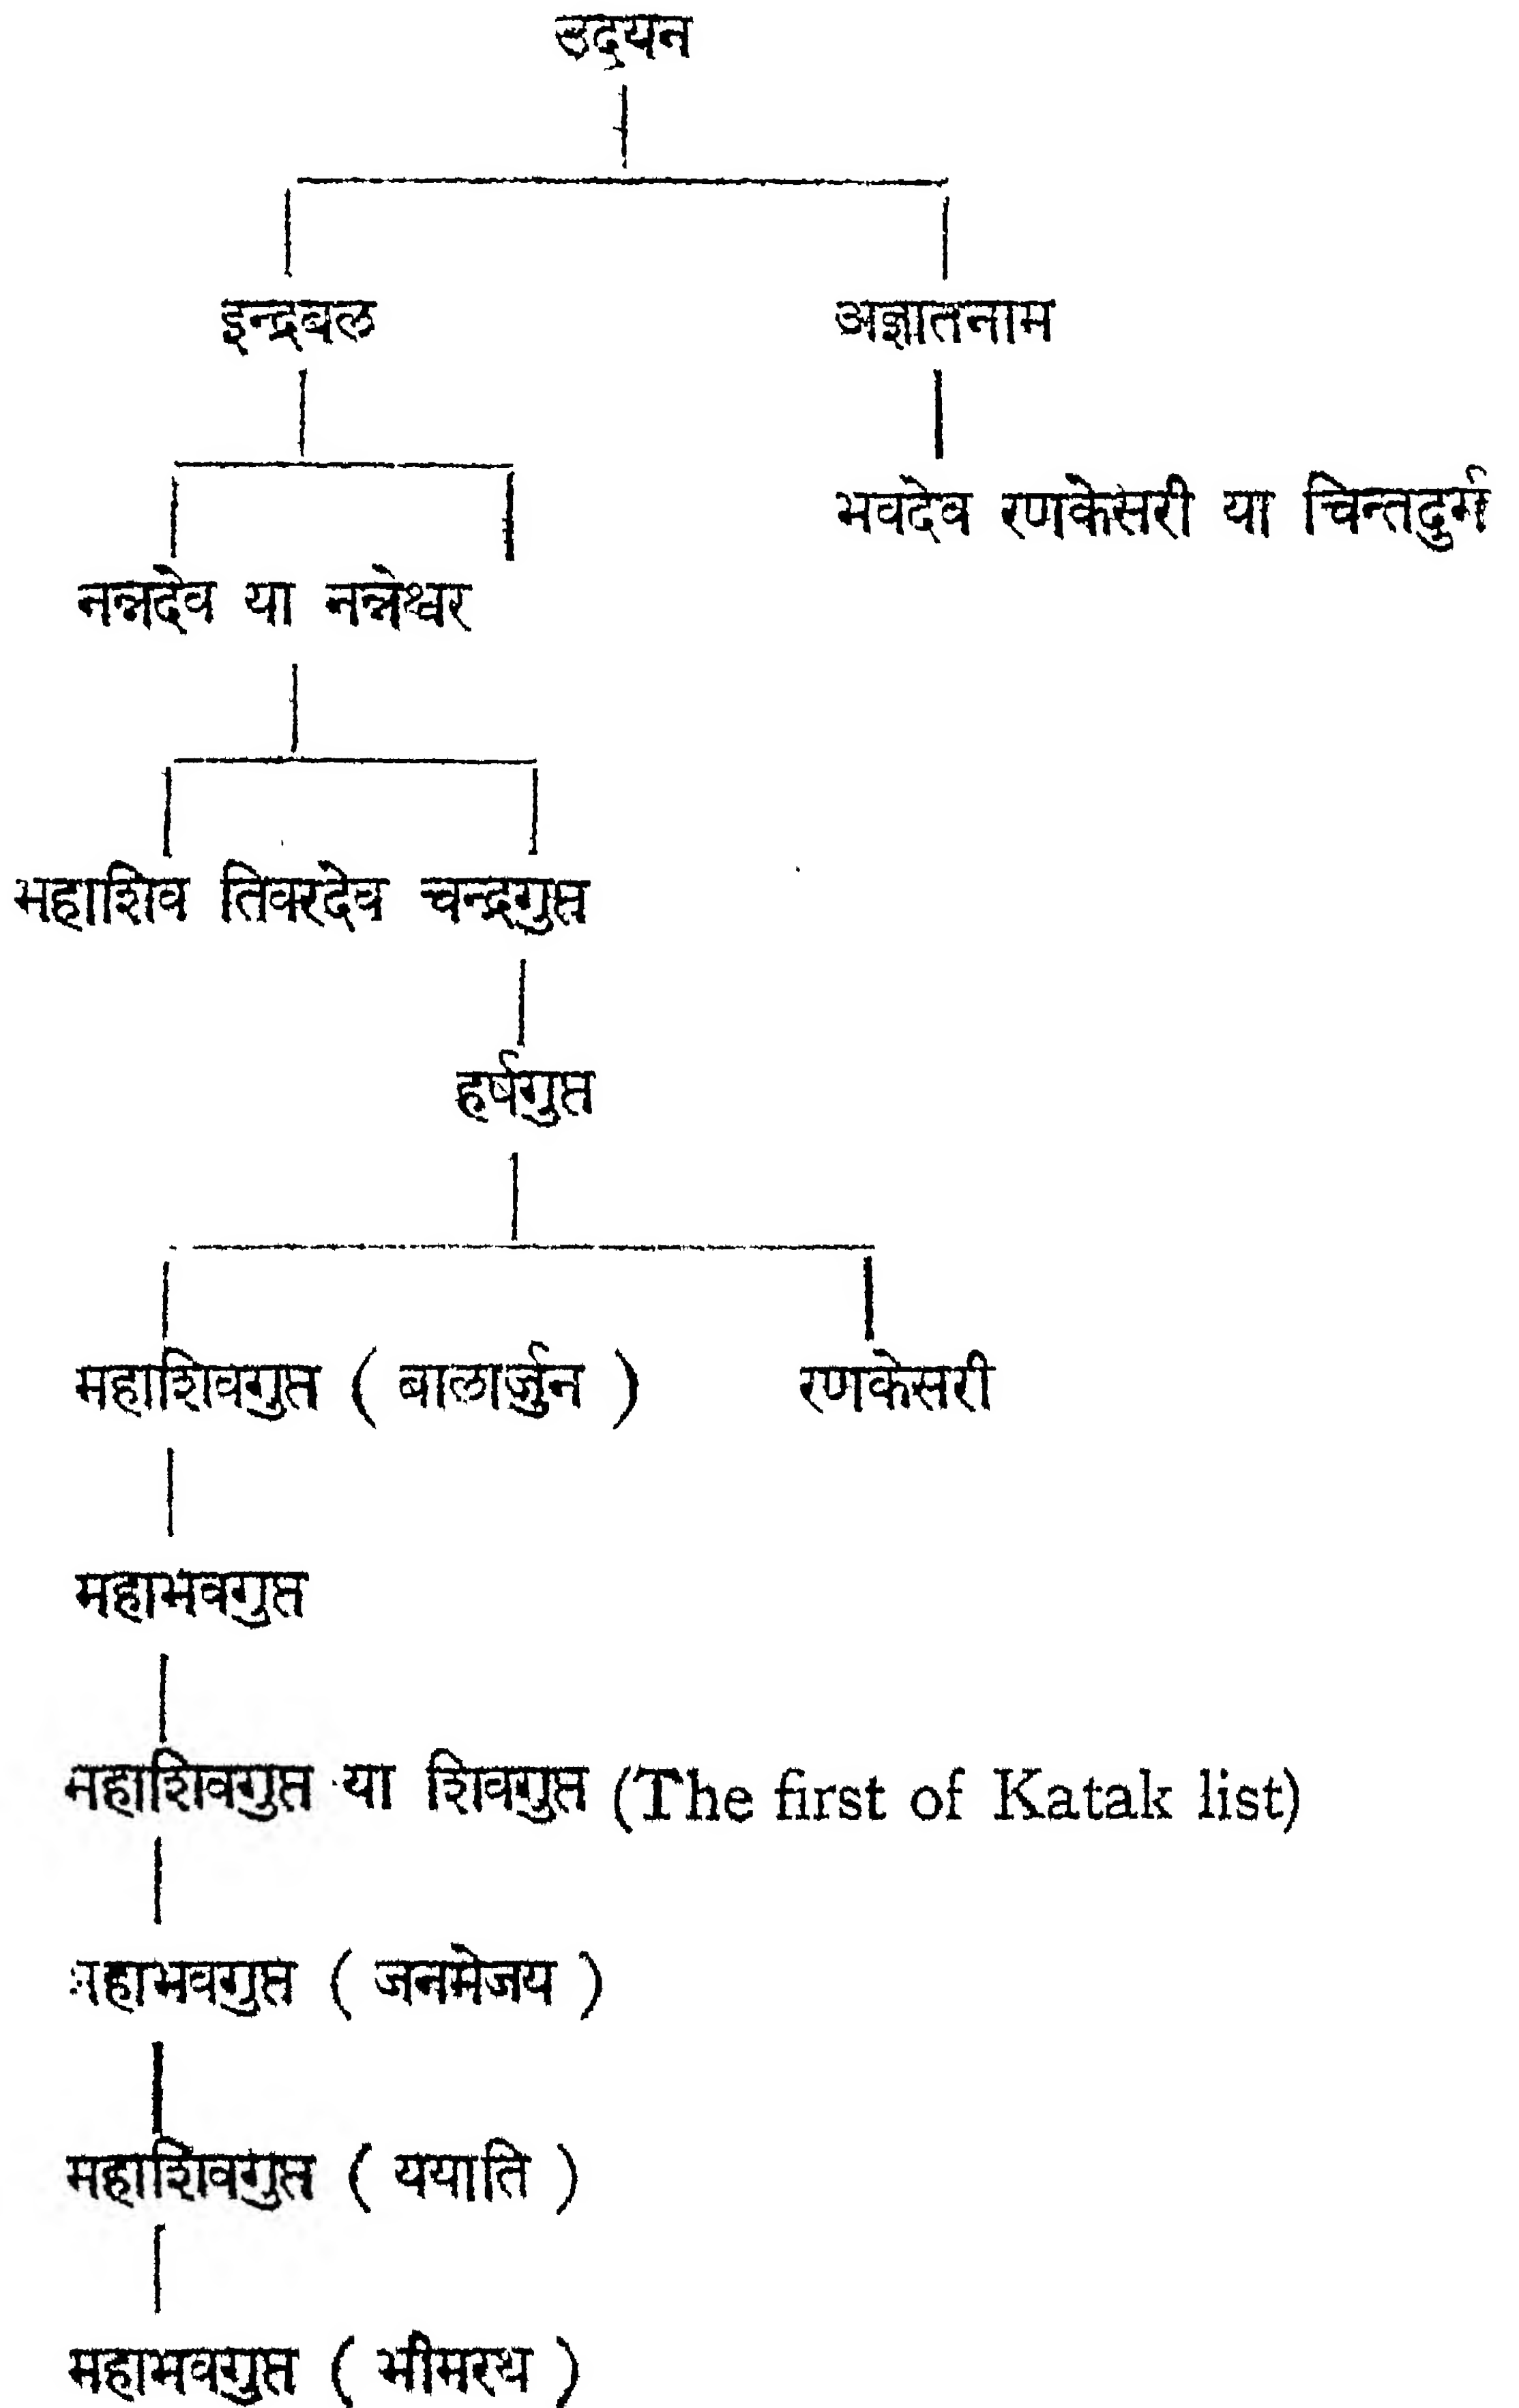 उदयन
इन्द्रबल अज्ञातनाम
भवदेव रणकेसरी या चिन्तदुर्ग
नन्नदेव या नन्नेश्वर
महाशिव तिवरदेव चन्द्रगुप्त
हर्षगुप्त
महाशिवगुप्त ( बालार्जुन ) रणकेसरी
महाभवगुप्त
महाशिवगुप्त या शिवगुप्त (The first of Katak list)
महाभवगुप्त ( जनमेजय )
महाशिवगुप्त ( ययाति )
महाभवगुप्त ( भीमरथ )